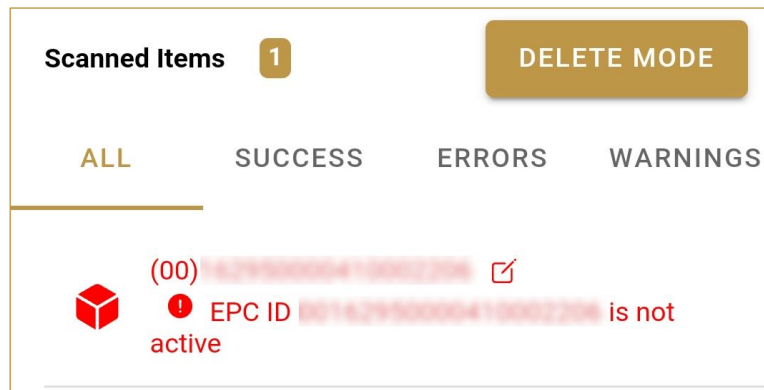 Scanned Items 1
DELETE MODE
ALL SUCCESS ERRORS WARNINGS
(00)
EPC ID is not
active